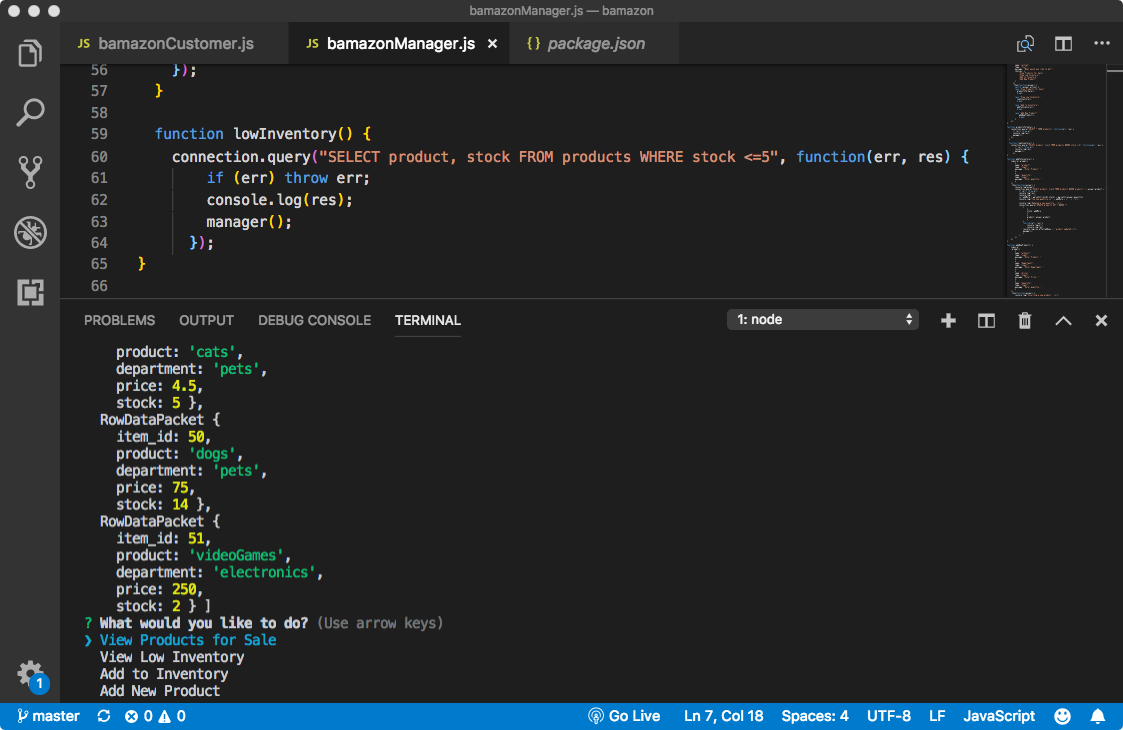 bamazonManager.js — bamazon
JS bamazonCustomer.js
JS bamazonManager.js ×
{} package.json
56 });
57 }
58
59 function lowInventory() {
60 connection.query("SELECT product, stock FROM products WHERE stock <=5", function(err, res) {
61 if (err) throw err;
62 console.log(res);
63 manager();
64 });
65 }
66
PROBLEMS OUTPUT DEBUG CONSOLE TERMINAL 1: node
product: 'cats',
department: 'pets',
price: 4.5,
stock: 5 },
RowDataPacket {
item_id: 50,
product: 'dogs',
department: 'pets',
price: 75,
stock: 14 },
RowDataPacket {
item_id: 51,
product: 'videoGames',
department: 'electronics',
price: 250,
stock: 2 } ]
? What would you like to do? (Use arrow keys)
❯ View Products for Sale
View Low Inventory
Add to Inventory
Add New Product
1
master 0 0 Go Live Ln 7, Col 18 Spaces: 4 UTF-8 LF JavaScript